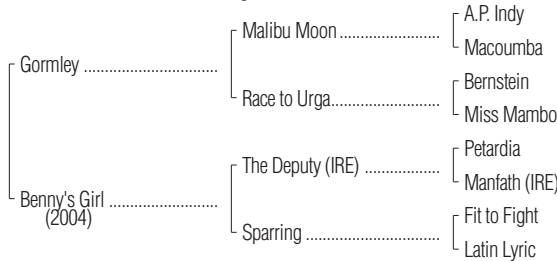 A.P. Indy
Malibu Moon ....................
Macoumba
Gormley ..........................
Bernstein
Race to Urga......................
Miss Mambo
Petardia
The Deputy (IRE) ...............
Manfath (IRE)
Benny's Girl .....................
(2004)
Fit to Fight
Sparring ...........................
Latin Lyric